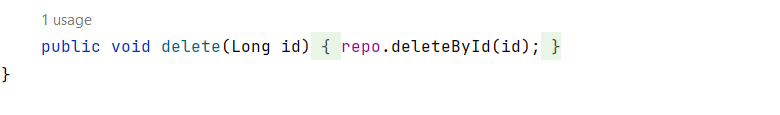 1 usage
public void delete(Long id) { repo.deleteById(id); }
}